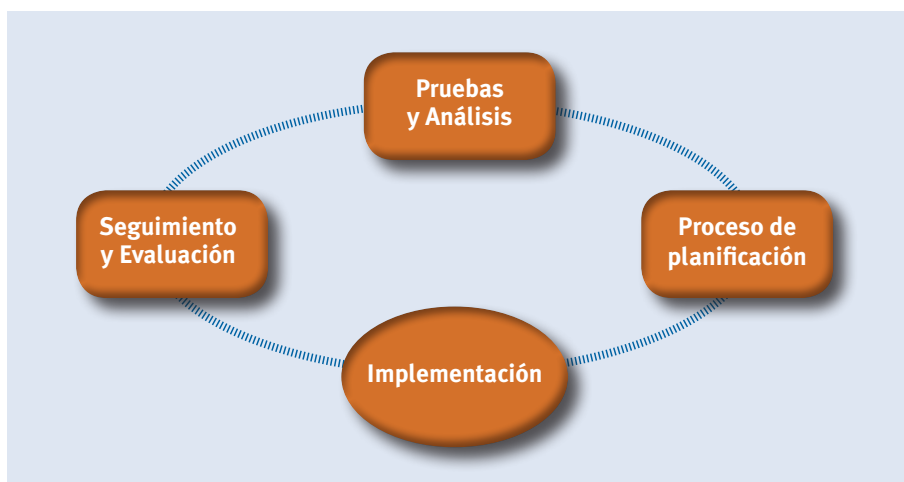 Pruebas
y Análisis
Seguimiento
y Evaluación
Proceso de
planificación
Implementación